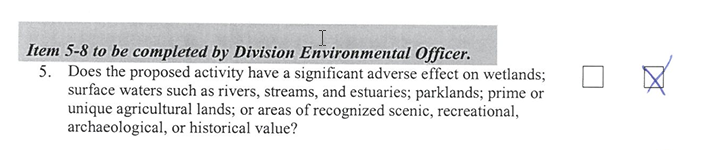 Item 5-8 to be completed by Division Environmental Officer.
5. Does the proposed activity have a significant adverse effect on wetlands;
surface waters such as rivers, streams, and estuaries; parklands; prime or
unique agricultural lands; or areas of recognized scenic, recreational,
archaeological, or historical value?